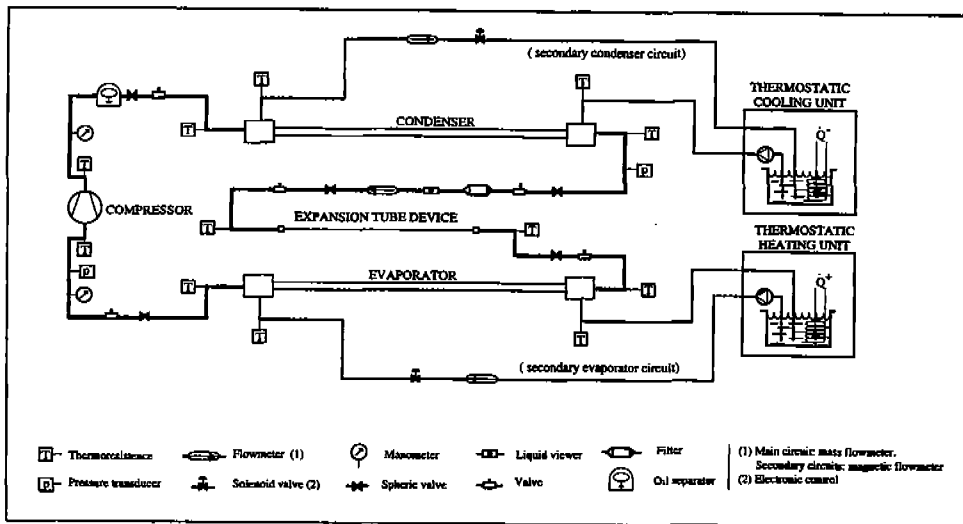 ( secondary condenser circuit)
THERMOSTATIC
COOLING UNIT
T
T
T
CONDENSER
T
Q-
T
p
COMPRESSOR
T
EXPANSION TUBE DEVICE
T
T
THERMOSTATIC
HEATING UNIT
p
EVAPORATOR
T
T
Q+
T
T
( secondary evaporator circuit)
T Thermoresistence
Flowmeter (1)
Manometer
Liquid viewer
Filter
(1) Main circuit: mass flowmeter,
Secondary circuits: magnetic flowmeter
(2) Electronic control
p Pressure transducer
Solenoid valve (2)
Spheric valve
Valve
Oil separator